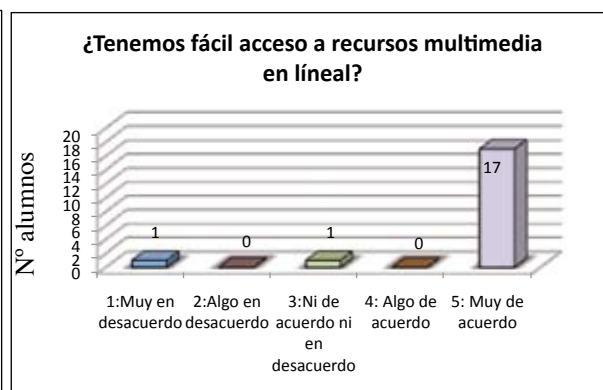 ¿Tenemos fácil acceso a recursos multimedia
en líneal?
Nº alumnos
20
18
16
14
12
10
8
6
4
2
0
1
0
1
0
17
1:Muy en
desacuerdo
2:Algo en
desacuerdo
3:Ni de
acuerdo ni
en
desacuerdo
4: Algo de
acuerdo
5: Muy de
acuerdo